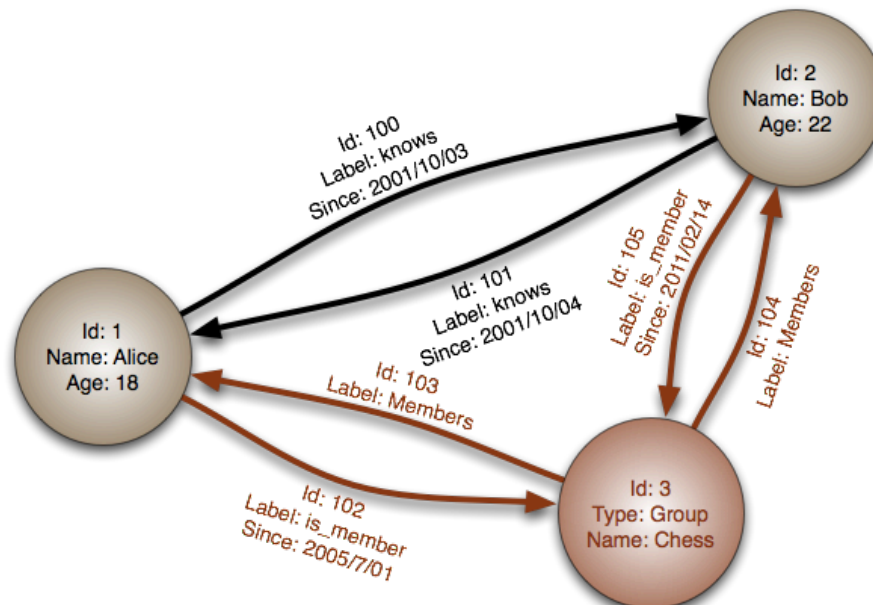 Id: 2
Name: Bob
Age: 22
Id: 100
Label: knows
Since: 2001/10/03
Id: 101
Label: knows
Since: 2001/10/04
Id: 105
Label: is_member
Since: 2011/02/14
Id: 104
Label: Members
Id: 1
Name: Alice
Age: 18
Id: 103
Label: Members
Id: 102
Label: is_member
Since: 2005/7/01
Id: 3
Type: Group
Name: Chess